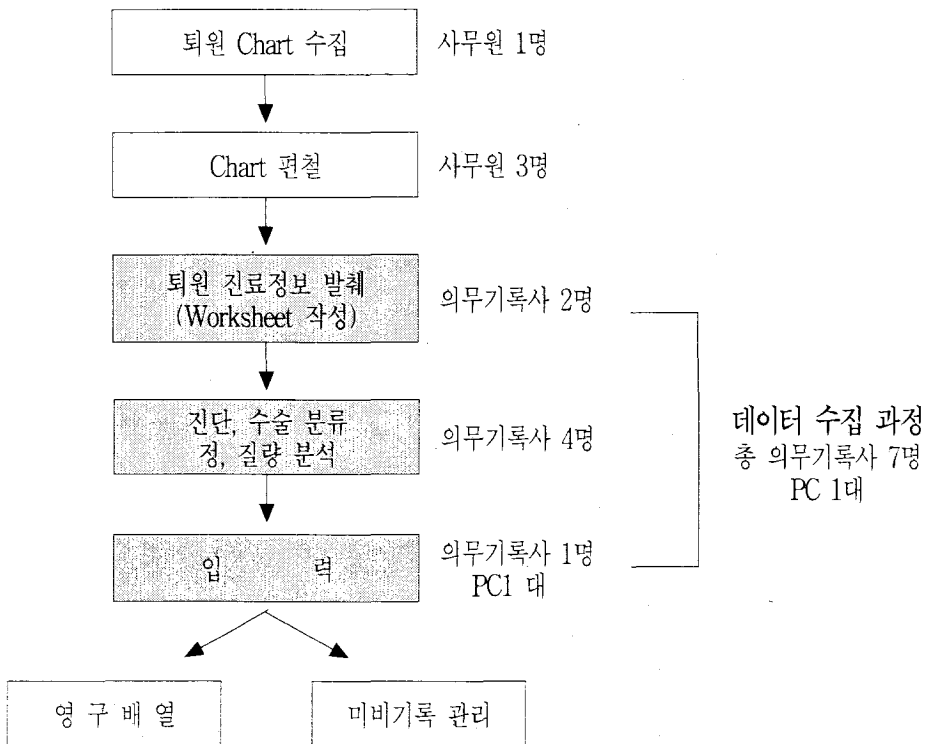 퇴원 Chart 수집
사무원 1명
Chart 편철
사무원 3명
퇴원 진료정보 발췌
(Worksheet 작성)
의무기록사 2명
진단, 수술 분류
정, 질량 분석
의무기록사 4명
데이터 수집 과정
총 의무기록사 7명
PC 1대
입 력
의무기록사 1명
PC1 대
영 구 배 열
미비기록 관리